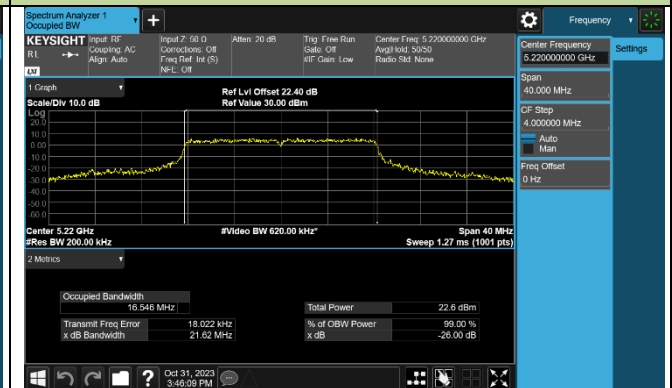 Spectrum Analyzer 1
Occupied BW
Frequency
KEYSIGHT
RL
LXI
Input: RF
Coupling: AC
Align: Auto
Input Z: 50 Ω
Corrections: Off
Freq Ref: Int (S)
NFE: Off
Atten: 20 dB
Trig: Free Run
Gate: Off
#IF Gain: Low
Center Freq: 5.220000000 GHz
Avg|Hold: 50/50
Radio Std: None
Center Frequency
5.220000000 GHz
Settings
Span
40.000 MHz
CF Step
4.000000 MHz
Auto
Man
Freq Offset
0 Hz
1 Graph
Scale/Div 10.0 dB
Ref Lvl Offset 22.40 dB
Ref Value 30.00 dBm
Log
20.0
10.0
0.00
-10.0
-20.0
-30.0
-40.0
-50.0
-60.0
Center 5.22 GHz
#Video BW 620.00 kHz*
Span 40 MHz
#Res BW 200.00 kHz
Sweep 1.27 ms (1001 pts)
2 Metrics
Occupied Bandwidth
16.546 MHz
Total Power
22.6 dBm
Transmit Freq Error
18.022 kHz
% of OBW Power
99.00 %
x dB Bandwidth
21.62 MHz
x dB
-26.00 dB
?
Oct 31, 2023
3:46:09 PM